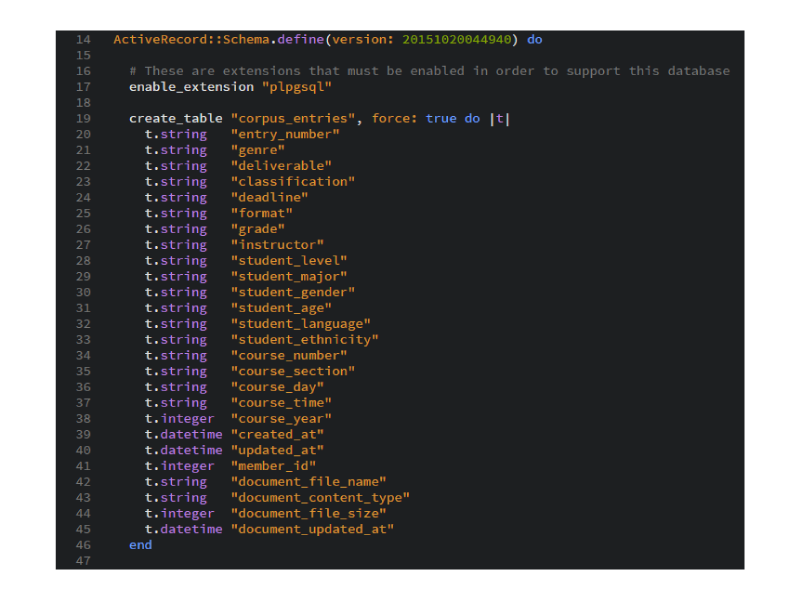 14 ActiveRecord::Schema.define(version: 20151020044940) do
15
16 # These are extensions that must be enabled in order to support this database
17 enable_extension "plpgsql"
18
19 create_table "corpus_entries", force: true do |t|
20 t.string "entry_number"
21 t.string "genre"
22 t.string "deliverable"
23 t.string "classification"
24 t.string "deadline"
25 t.string "format"
26 t.string "grade"
27 t.string "instructor"
28 t.string "student_level"
29 t.string "student_major"
30 t.string "student_gender"
31 t.string "student_age"
32 t.string "student_language"
33 t.string "student_ethnicity"
34 t.string "course_number"
35 t.string "course_section"
36 t.string "course_day"
37 t.string "course_time"
38 t.integer "course_year"
39 t.datetime "created_at"
40 t.datetime "updated_at"
41 t.integer "member_id"
42 t.string "document_file_name"
43 t.string "document_content_type"
44 t.integer "document_file_size"
45 t.datetime "document_updated_at"
46 end
47